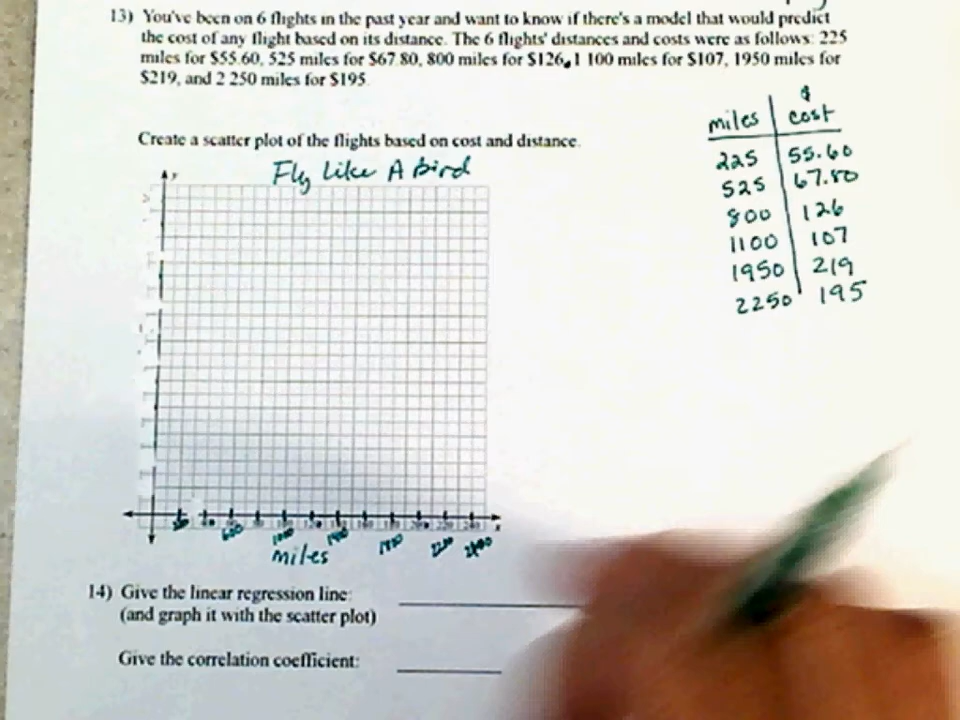 13) You've been on 6 flights in the past year and want to know if there's a model that would predict
the cost of any flight based on its distance. The 6 flights' distances and costs were as follows: 225
miles for $55.60, 525 miles for $67.80, 800 miles for $126, 1 100 miles for $107, 1950 miles for
$219, and 2 250 miles for $195.
$
miles cost
225 55.60
525 67.80
800 126
1100 107
1950 219
2250 195
Create a scatter plot of the flights based on cost and distance.
Fly Like A Bird
y
x
600
miles
14) Give the linear regression line:
(and graph it with the scatter plot)
Give the correlation coefficient: